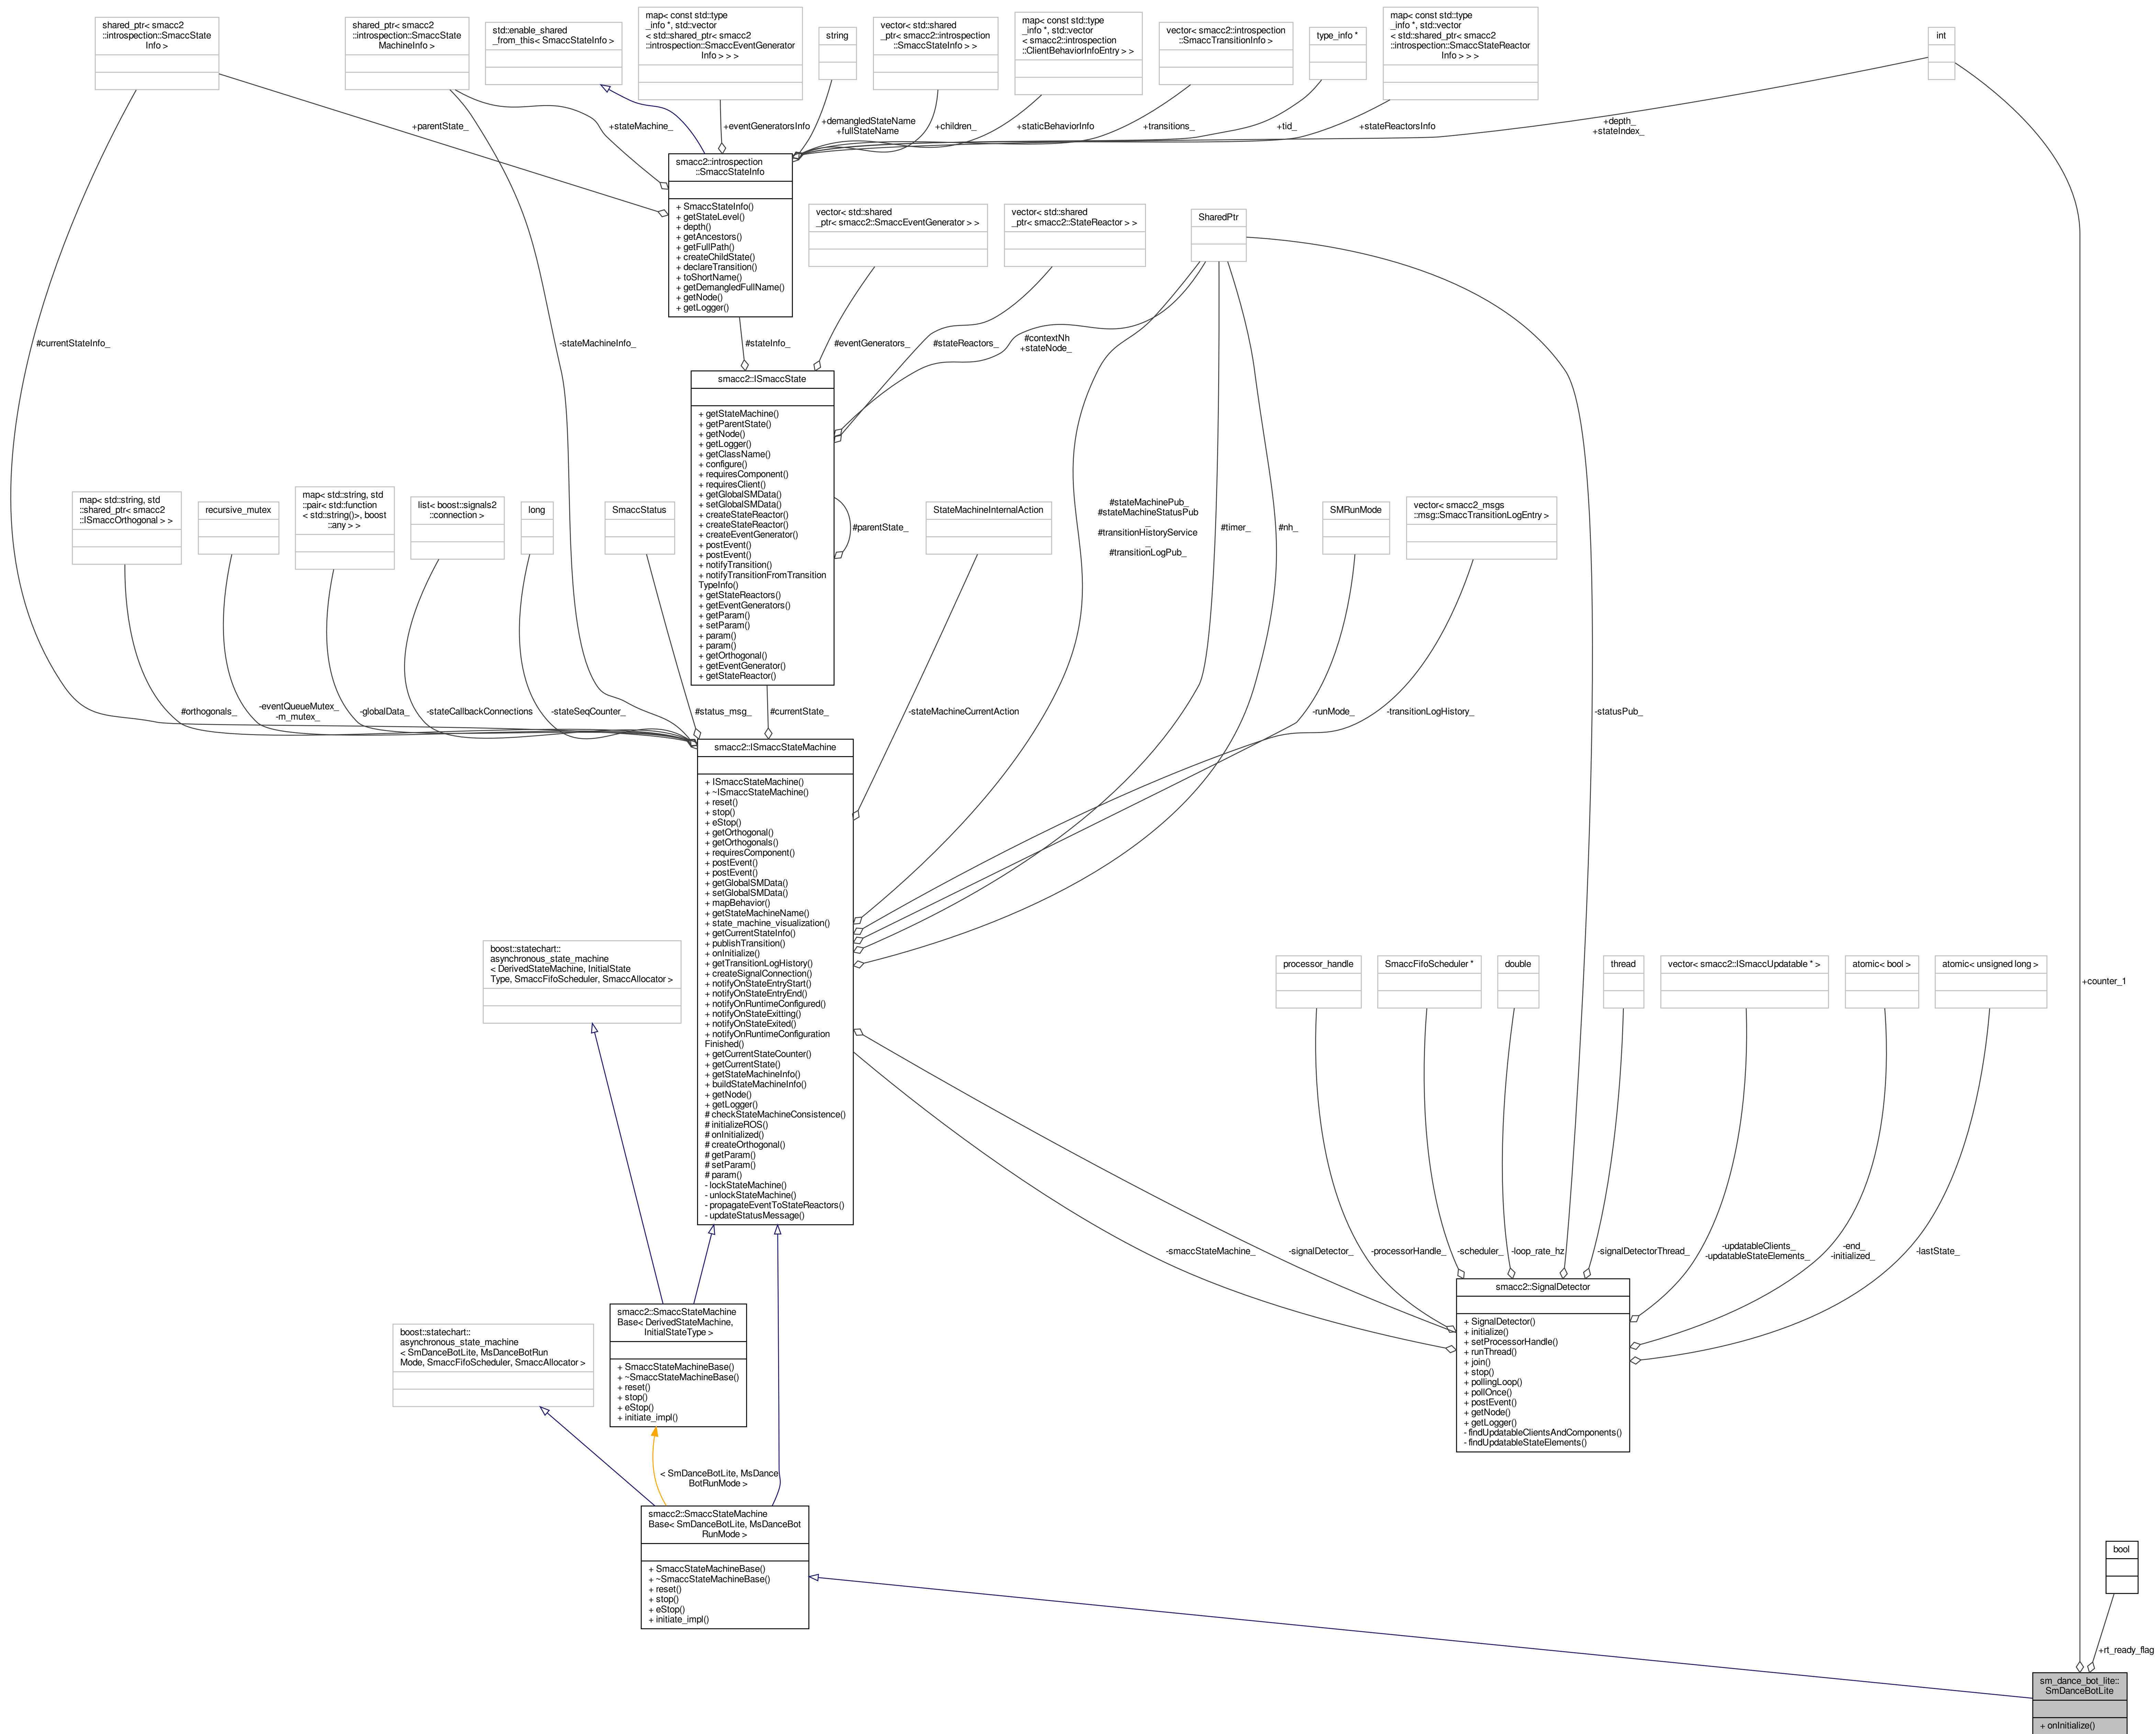 shared_ptr< smacc2
::introspection::SmaccState
Info >
shared_ptr< smacc2
::introspection::SmaccState
MachineInfo >
std::enable_shared
_from_this< SmaccStateInfo >
map< const std::type
_info *, std::vector
< std::shared_ptr< smacc2
::introspection::SmaccEventGenerator
Info > > >
string
vector< std::shared
_ptr< smacc2::introspection
::SmaccStateInfo > >
map< const std::type
_info *, std::vector
< smacc2::introspection
::ClientBehaviorInfoEntry > >
vector< smacc2::introspection
::SmaccTransitionInfo >
type_info *
map< const std::type
_info *, std::vector
< std::shared_ptr< smacc2
::introspection::SmaccStateReactor
Info > > >
int
+parentState_
+stateMachine_
+eventGeneratorsInfo
+demangledStateName
+fullStateName
+children_
+staticBehaviorInfo
+transitions_
+tid_
+stateReactorsInfo
+depth_
+stateIndex_
smacc2::introspection
::SmaccStateInfo
+ SmaccStateInfo()
+ getStateLevel()
+ depth()
+ getAncestors()
+ getFullPath()
+ createChildState()
+ declareTransition()
+ toShortName()
+ getDemangledFullName()
+ getNode()
+ getLogger()
vector< std::shared
_ptr< smacc2::SmaccEventGenerator > >
vector< std::shared
_ptr< smacc2::StateReactor > >
SharedPtr
#currentStateInfo_
-stateMachineInfo_
#stateInfo_
#eventGenerators_
#stateReactors_
#contextNh
+stateNode_
smacc2::ISmaccState
+ getStateMachine()
+ getParentState()
+ getNode()
+ getLogger()
+ getClassName()
+ configure()
+ requiresComponent()
+ requiresClient()
+ getGlobalSMData()
+ setGlobalSMData()
+ createStateReactor()
+ createStateReactor()
+ createEventGenerator()
+ postEvent()
+ postEvent()
+ notifyTransition()
+ notifyTransitionFromTransition
TypeInfo()
+ getStateReactors()
+ getEventGenerators()
+ getParam()
+ setParam()
+ param()
+ param()
+ getOrthogonal()
+ getEventGenerator()
+ getStateReactor()
#parentState_
map< std::string, std
::shared_ptr< smacc2
::ISmaccOrthogonal > >
recursive_mutex
map< std::string, std
::pair< std::function
< std::string()>, boost
::any > >
list< boost::signals2
::connection >
long
SmaccStatus
StateMachineInternalAction
#stateMachinePub_
#stateMachineStatusPub
_
#transitionHistoryService
_
#transitionLogPub_
#timer_
#nh_
SMRunMode
vector< smacc2_msgs
::msg::SmaccTransitionLogEntry >
#orthogonals_
-eventQueueMutex_
-m_mutex_
-globalData_
-stateCallbackConnections
-stateSeqCounter_
#status_msg_
#currentState_
-stateMachineCurrentAction
-runMode_
-transitionLogHistory_
-statusPub_
smacc2::ISmaccStateMachine
+ ISmaccStateMachine()
+ ~ISmaccStateMachine()
+ reset()
+ stop()
+ eStop()
+ getOrthogonal()
+ getOrthogonals()
+ requiresComponent()
+ postEvent()
+ postEvent()
+ getGlobalSMData()
+ setGlobalSMData()
+ mapBehavior()
+ getStateMachineName()
+ state_machine_visualization()
+ getCurrentStateInfo()
+ publishTransition()
+ onInitialize()
+ getTransitionLogHistory()
+ createSignalConnection()
+ notifyOnStateEntryStart()
+ notifyOnStateEntryEnd()
+ notifyOnRuntimeConfigured()
+ notifyOnStateExitting()
+ notifyOnStateExited()
+ notifyOnRuntimeConfiguration
Finished()
+ getCurrentStateCounter()
+ getCurrentState()
+ getStateMachineInfo()
+ buildStateMachineInfo()
+ getNode()
+ getLogger()
# checkStateMachineConsistence()
# initializeROS()
# onInitialized()
# createOrthogonal()
# getParam()
# setParam()
# param()
- lockStateMachine()
- unlockStateMachine()
- propagateEventToStateReactors()
- updateStatusMessage()
boost::statechart::
asynchronous_state_machine
< DerivedStateMachine, InitialState
Type, SmaccFifoScheduler, SmaccAllocator >
processor_handle
SmaccFifoScheduler *
double
thread
vector< smacc2::ISmaccUpdatable * >
atomic< bool >
atomic< unsigned long >
+counter_1
-smaccStateMachine_
-signalDetector_
-processorHandle_
-scheduler_
-loop_rate_hz
-signalDetectorThread_
-updatableClients_
-updatableStateElements_
-end_
-initialized_
-lastState_
smacc2::SignalDetector
+ SignalDetector()
+ initialize()
+ setProcessorHandle()
+ runThread()
+ join()
+ stop()
+ pollingLoop()
+ pollOnce()
+ postEvent()
+ getNode()
+ getLogger()
- findUpdatableClientsAndComponents()
- findUpdatableStateElements()
smacc2::SmaccStateMachine
Base< DerivedStateMachine,
InitialStateType >
+ SmaccStateMachineBase()
+ ~SmaccStateMachineBase()
+ reset()
+ stop()
+ eStop()
+ initiate_impl()
boost::statechart::
asynchronous_state_machine
< SmDanceBotLite, MsDanceBotRun
Mode, SmaccFifoScheduler, SmaccAllocator >
< SmDanceBotLite, MsDance
BotRunMode >
smacc2::SmaccStateMachine
Base< SmDanceBotLite, MsDanceBot
RunMode >
+ SmaccStateMachineBase()
+ ~SmaccStateMachineBase()
+ reset()
+ stop()
+ eStop()
+ initiate_impl()
bool
+rt_ready_flag
sm_dance_bot_lite::
SmDanceBotLite
+ onInitialize()